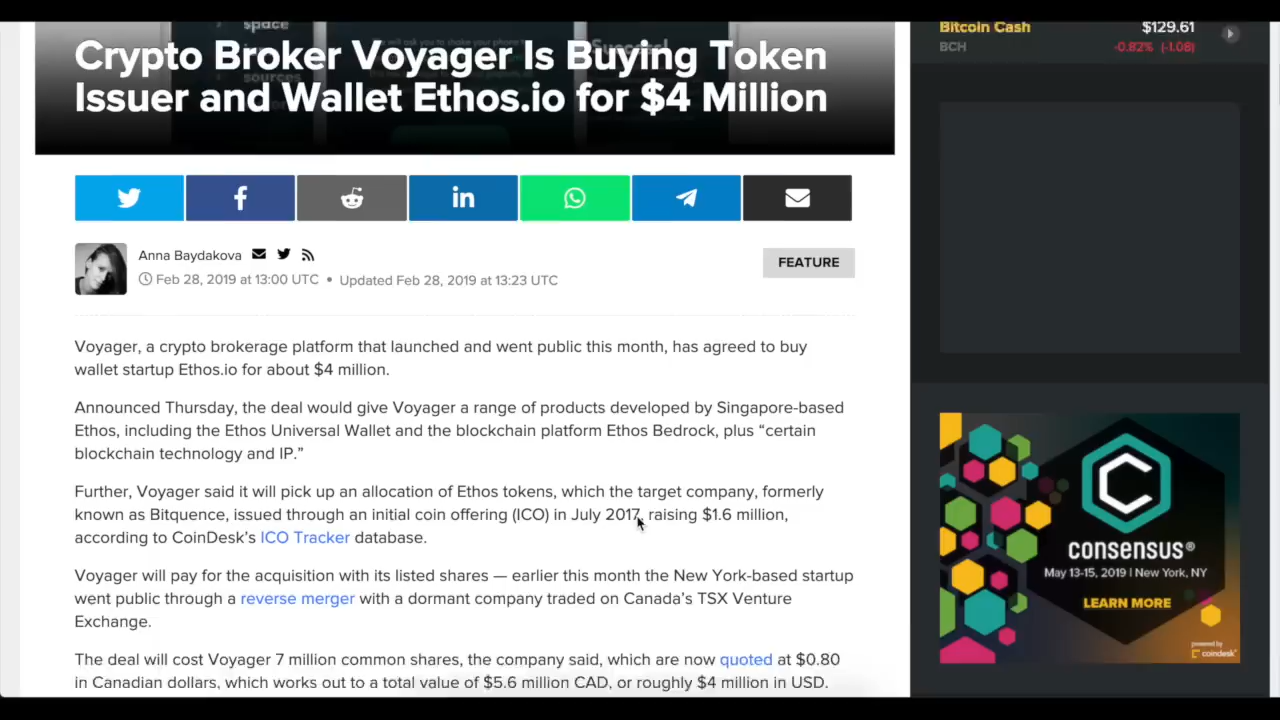 space
sources
Crypto Broker Voyager Is Buying Token
Issuer and Wallet Ethos.io for $4 Million
Bitcoin Cash
$129.61
BCH
-0.82% (-1.08)
Anna Baydakova
Feb 28, 2019 at 13:00 UTC • Updated Feb 28, 2019 at 13:23 UTC
FEATURE
Voyager, a crypto brokerage platform that launched and went public this month, has agreed to buy
wallet startup Ethos.io for about $4 million.
Announced Thursday, the deal would give Voyager a range of products developed by Singapore-based
Ethos, including the Ethos Universal Wallet and the blockchain platform Ethos Bedrock, plus “certain
blockchain technology and IP.”
Further, Voyager said it will pick up an allocation of Ethos tokens, which the target company, formerly
known as Bitquence, issued through an initial coin offering (ICO) in July 2017, raising $1.6 million,
according to CoinDesk’s ICO Tracker database.
Voyager will pay for the acquisition with its listed shares — earlier this month the New York-based startup
went public through a reverse merger with a dormant company traded on Canada’s TSX Venture
Exchange.
The deal will cost Voyager 7 million common shares, the company said, which are now quoted at $0.80
in Canadian dollars, which works out to a total value of $5.6 million CAD, or roughly $4 million in USD.
consensus®
May 13-15, 2019 | New York, NY
LEARN MORE
powered by
coindesk